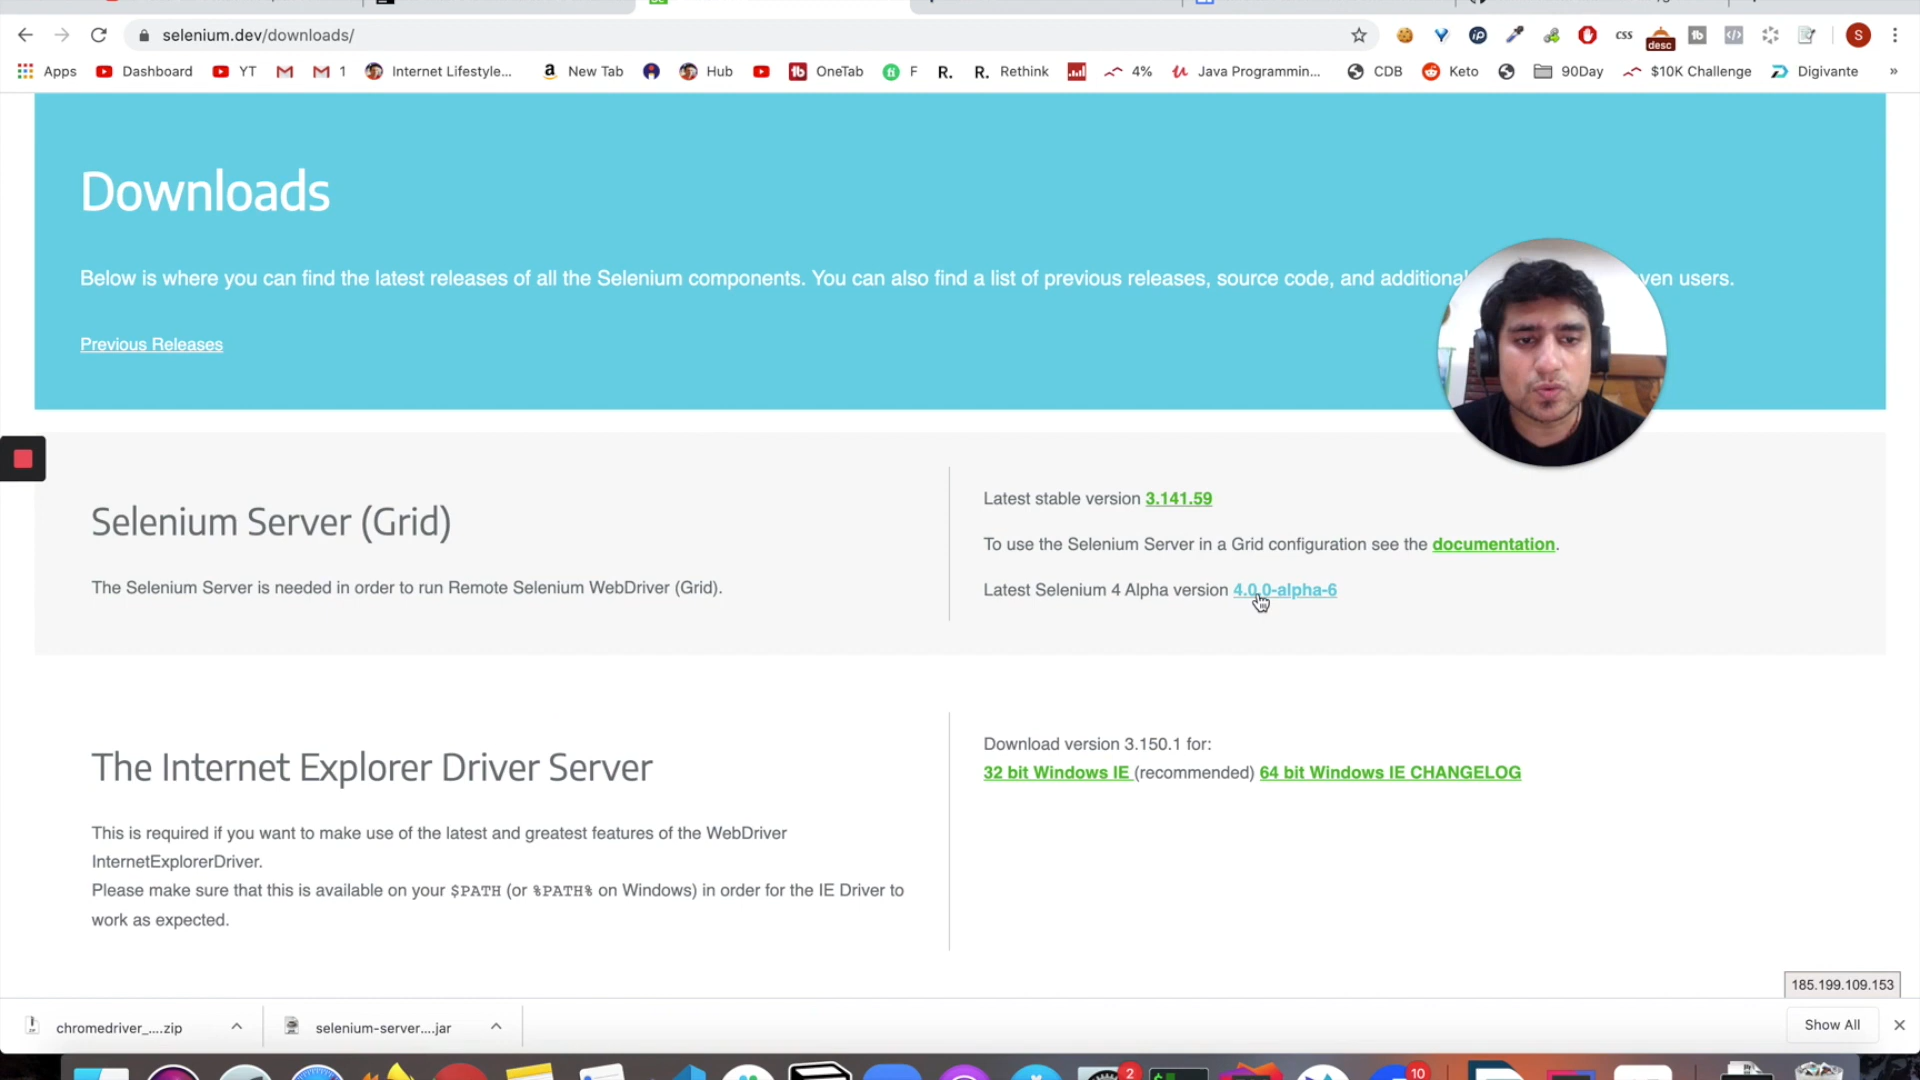 selenium.dev/downloads/
css
desc
S
Apps
Dashboard
YT
1
Internet Lifestyle...
New Tab
Hub
OneTab
F
R.
R. Rethink
4%
Java Programmin...
CDB
Keto
90Day
$10K Challenge
Digivante
»
Downloads
Below is where you can find the latest releases of all the Selenium components. You can also find a list of previous releases, source code, and additional ven users.
Previous Releases
Selenium Server (Grid)
The Selenium Server is needed in order to run Remote Selenium WebDriver (Grid).
Latest stable version 3.141.59
To use the Selenium Server in a Grid configuration see the documentation.
Latest Selenium 4 Alpha version 4.0.0-alpha-6
The Internet Explorer Driver Server
This is required if you want to make use of the latest and greatest features of the WebDriver
InternetExplorerDriver.
Please make sure that this is available on your $PATH (or %PATH% on Windows) in order for the IE Driver to
work as expected.
Download version 3.150.1 for:
32 bit Windows IE (recommended) 64 bit Windows IE CHANGELOG
185.199.109.153
chromedriver_....zip
selenium-server....jar
Show All
2
10